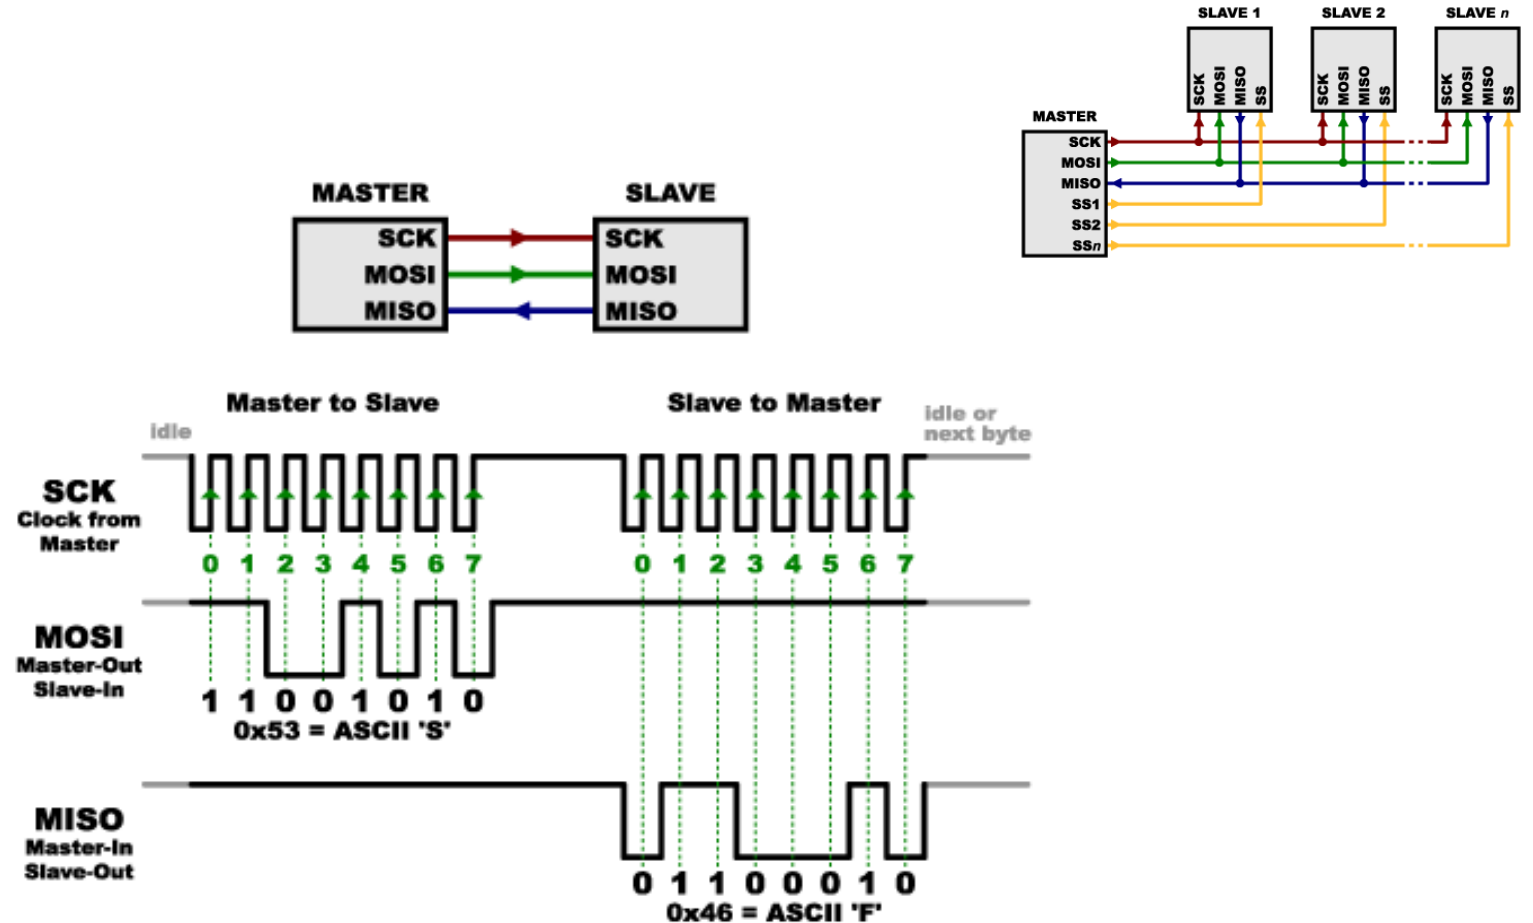 SLAVE 1
SLAVE 2
SLAVE n
SCK
MOSI
MISO
SS
SCK
MOSI
MISO
SS
SCK
MOSI
MISO
SS
MASTER
SCK
MOSI
MISO
SS1
SS2
SSn
MASTER
SLAVE
SCK
SCK
MOSI
MOSI
MISO
MISO
Master to Slave
Slave to Master
idle
idle or
next byte
SCK
Clock from
Master
0 1 2 3 4 5 6 7
0 1 2 3 4 5 6 7
MOSI
Master-Out
Slave-In
1 1 0 0 1 0 1 0
0x53 = ASCII 'S'
MISO
Master-In
Slave-Out
0 1 1 0 0 0 1 0
0x46 = ASCII 'F'